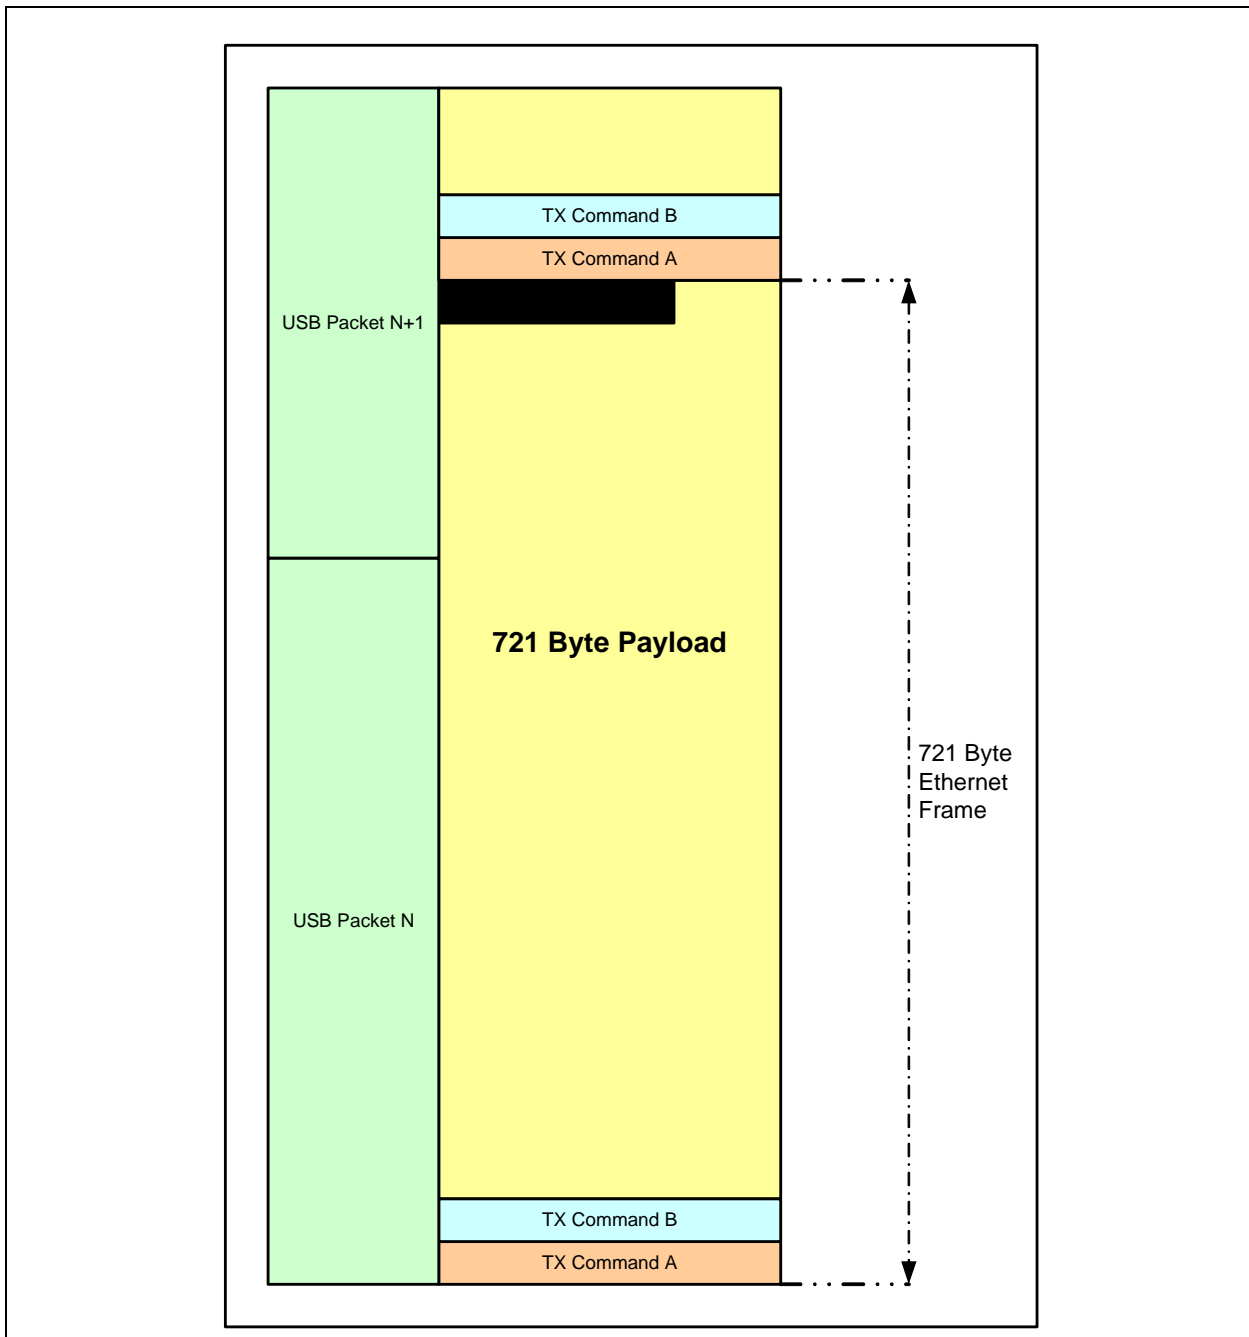 TX Command B
TX Command A
USB Packet N+1
721 Byte Payload
721 Byte
Ethernet
Frame
USB Packet N
TX Command B
TX Command A